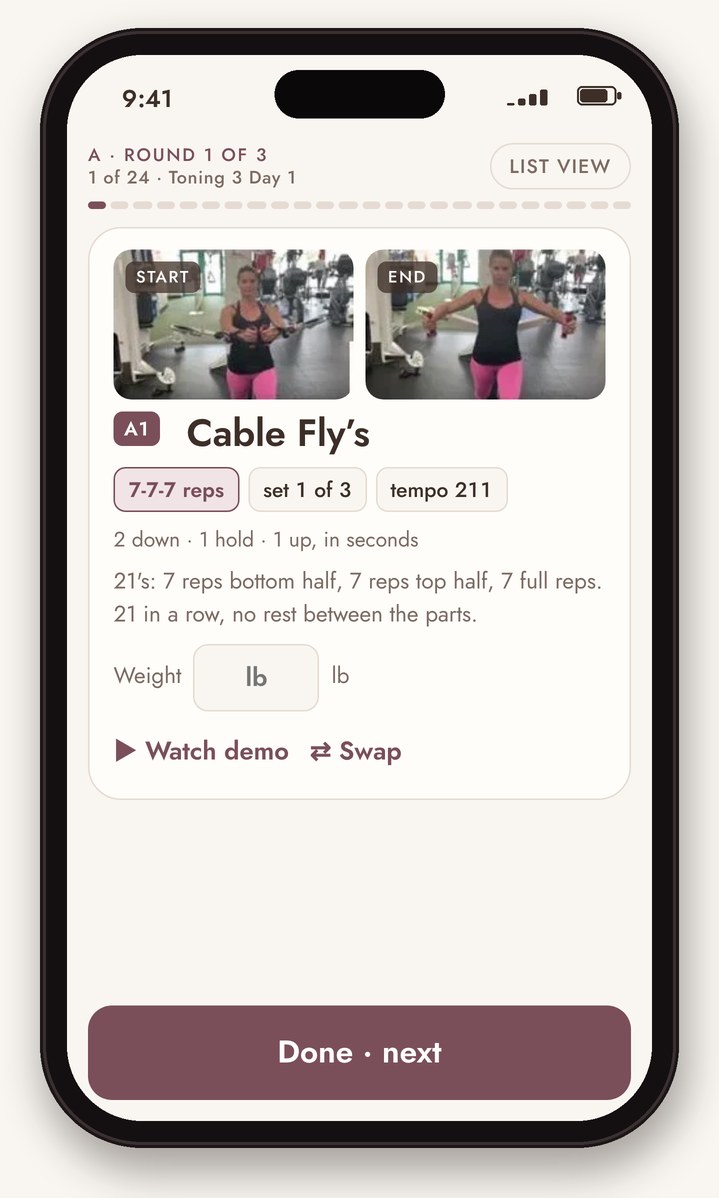 9:41
A · ROUND 1 OF 3
1 of 24 · Toning 3 Day 1
LIST VIEW
START
END
A1 Cable Fly’s
7-7-7 reps
set 1 of 3
tempo 211
2 down · 1 hold · 1 up, in seconds
21's: 7 reps bottom half, 7 reps top half, 7 full reps.
21 in a row, no rest between the parts.
Weight lb lb
▶ Watch demo ⇄ Swap
Done · next